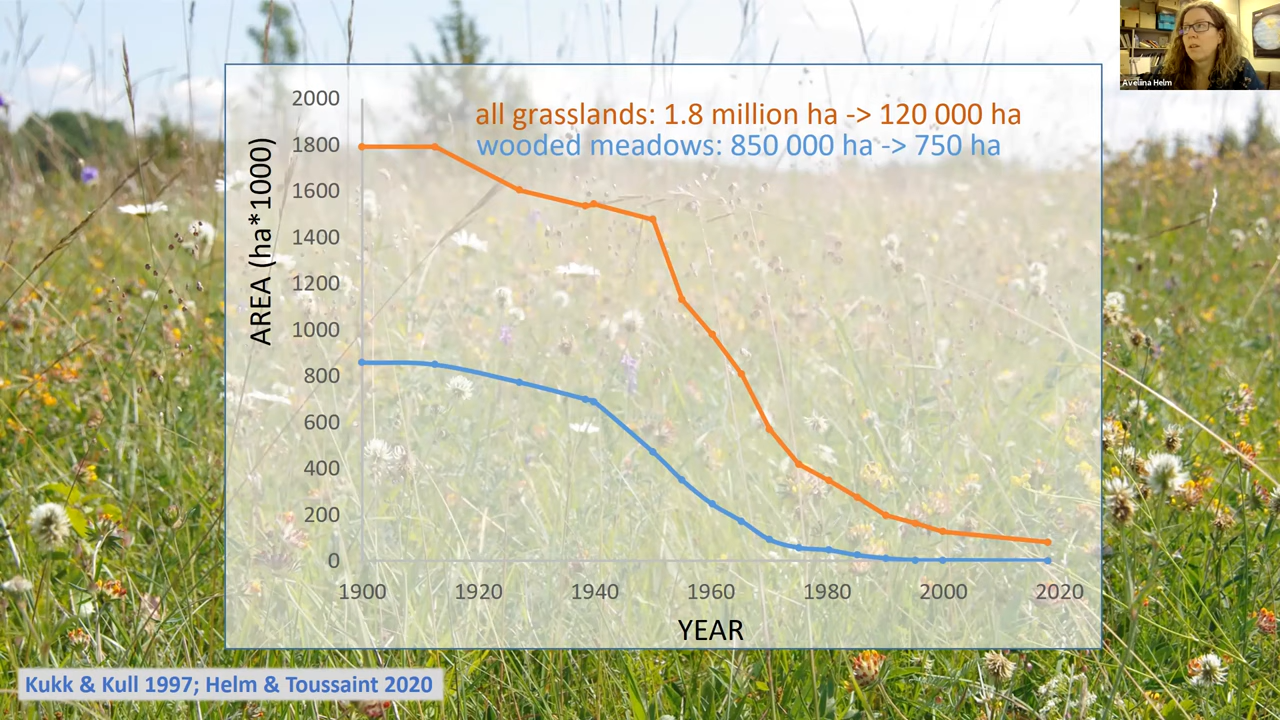 Avelina Helm
all grasslands: 1.8 million ha -> 120 000 ha
wooded meadows: 850 000 ha -> 750 ha
AREA (ha*1000)
2000
1800
1600
1400
1200
1000
800
600
400
200
0
1900 1920 1940 1960 1980 2000 2020
YEAR
Kukk & Kull 1997; Helm & Toussaint 2020